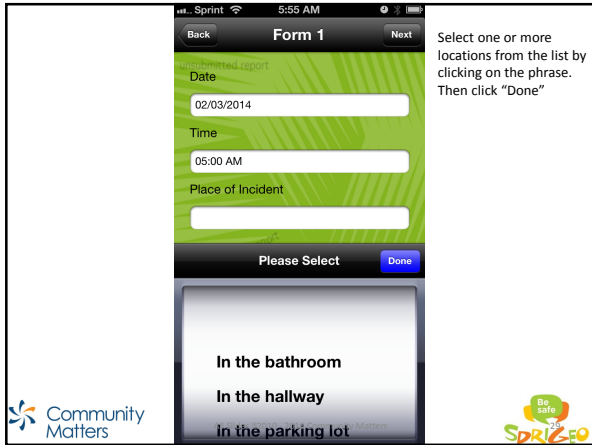 Sprint 5:55 AM
Back Form 1 Next
unsubmitted report
Date
02/03/2014
Time
05:00 AM
Place of Incident
Please Select Done
In the bathroom
In the hallway
In the parking lot
Select one or more
locations from the list by
clicking on the phrase.
Then click “Done”
Community
Matters
Be
safe
29
SPRIGEO